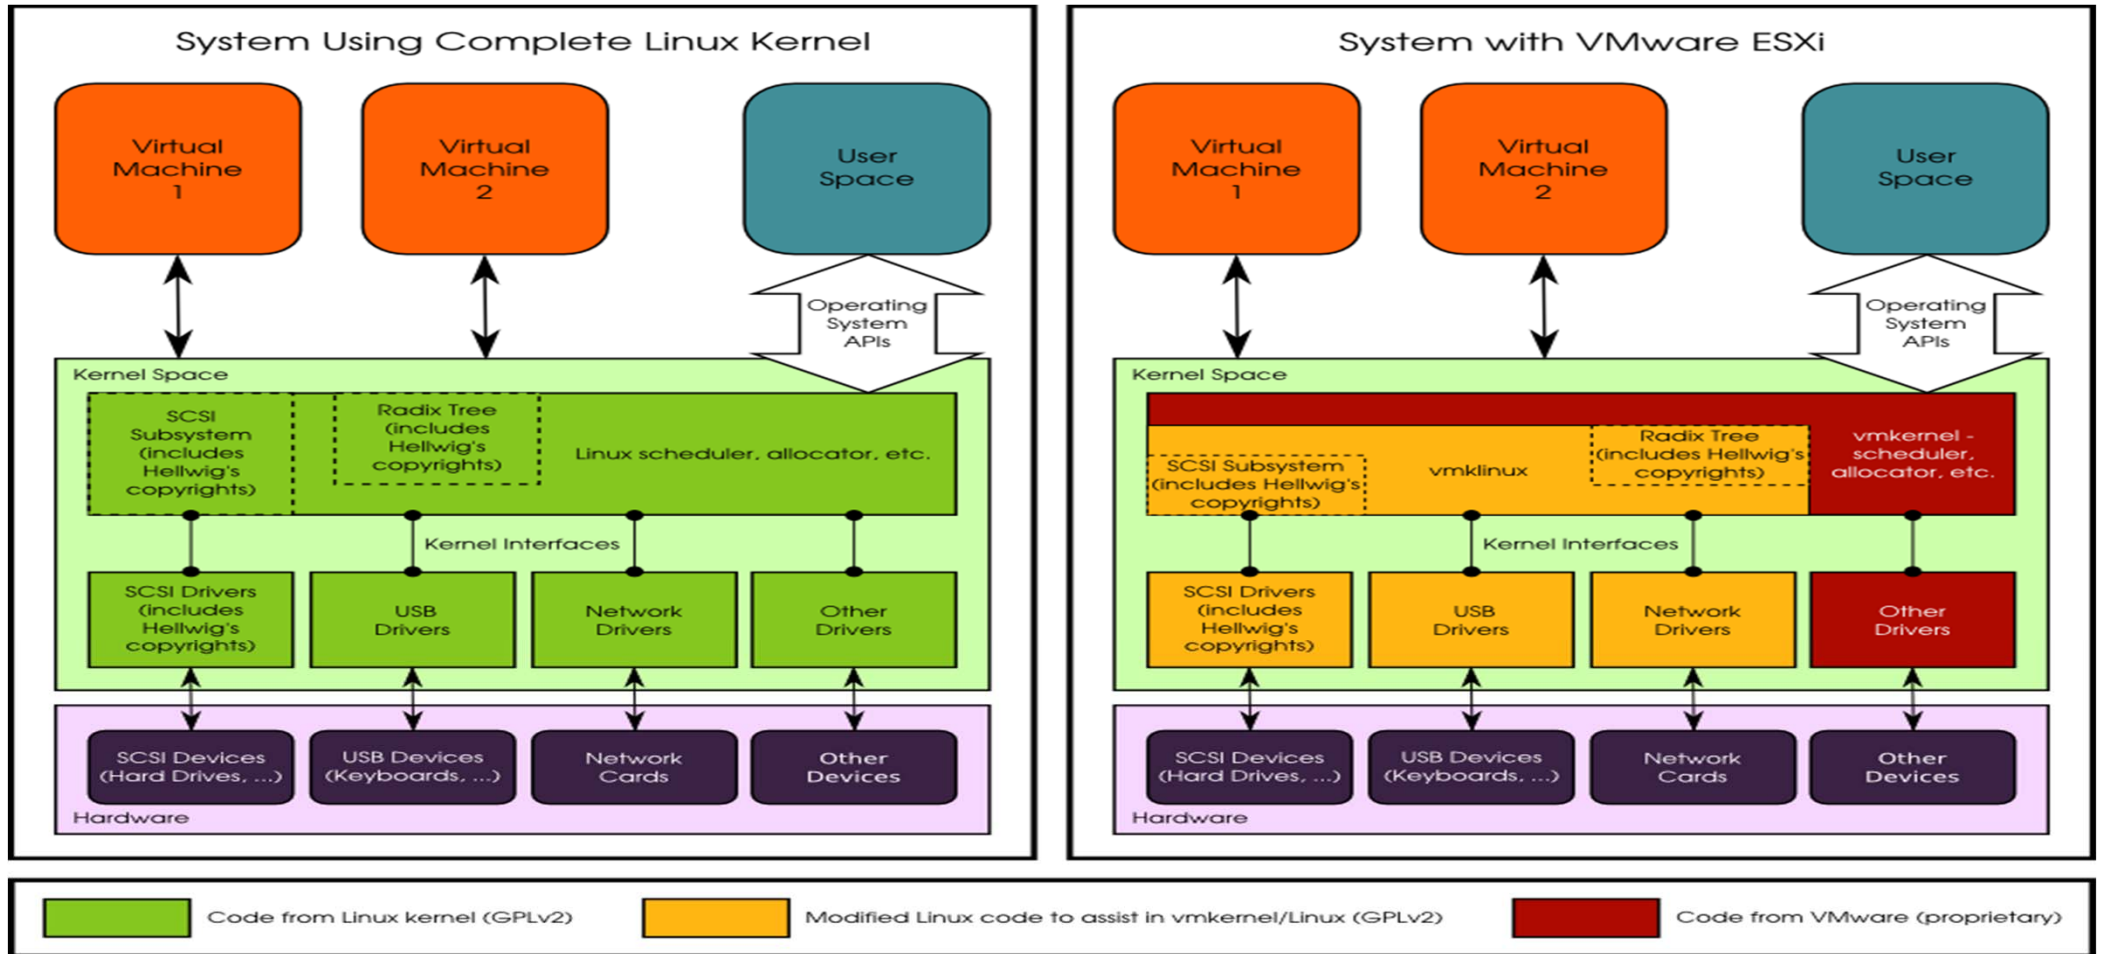 System Using Complete Linux Kernel
Virtual
Machine
1
Virtual
Machine
2
User
Space
Operating
System
APIs
Kernel Space
SCSI
Subsystem
(includes
Hellwig's
copyrights)
Radix Tree
(includes
Hellwig's
copyrights)
Linux scheduler, allocator, etc.
Kernel Interfaces
SCSI Drivers
(includes
Hellwig's
copyrights)
USB
Drivers
Network
Drivers
Other
Drivers
SCSI Devices
(Hard Drives, ...)
USB Devices
(Keyboards, ...)
Network
Cards
Other
Devices
Hardware
System with VMware ESXi
Virtual
Machine
1
Virtual
Machine
2
User
Space
Operating
System
APIs
Kernel Space
SCSI Subsystem
(includes Hellwig's
copyrights)
vmklinux
Radix Tree
(includes Hellwig's
copyrights)
vmkernel -
scheduler,
allocator, etc.
Kernel Interfaces
SCSI Drivers
(includes
Hellwig's
copyrights)
USB
Drivers
Network
Drivers
Other
Drivers
SCSI Devices
(Hard Drives, ...)
USB Devices
(Keyboards, ...)
Network
Cards
Other
Devices
Hardware
Code from Linux kernel (GPLv2)
Modified Linux code to assist in vmkernel/Linux (GPLv2)
Code from VMware (proprietary)